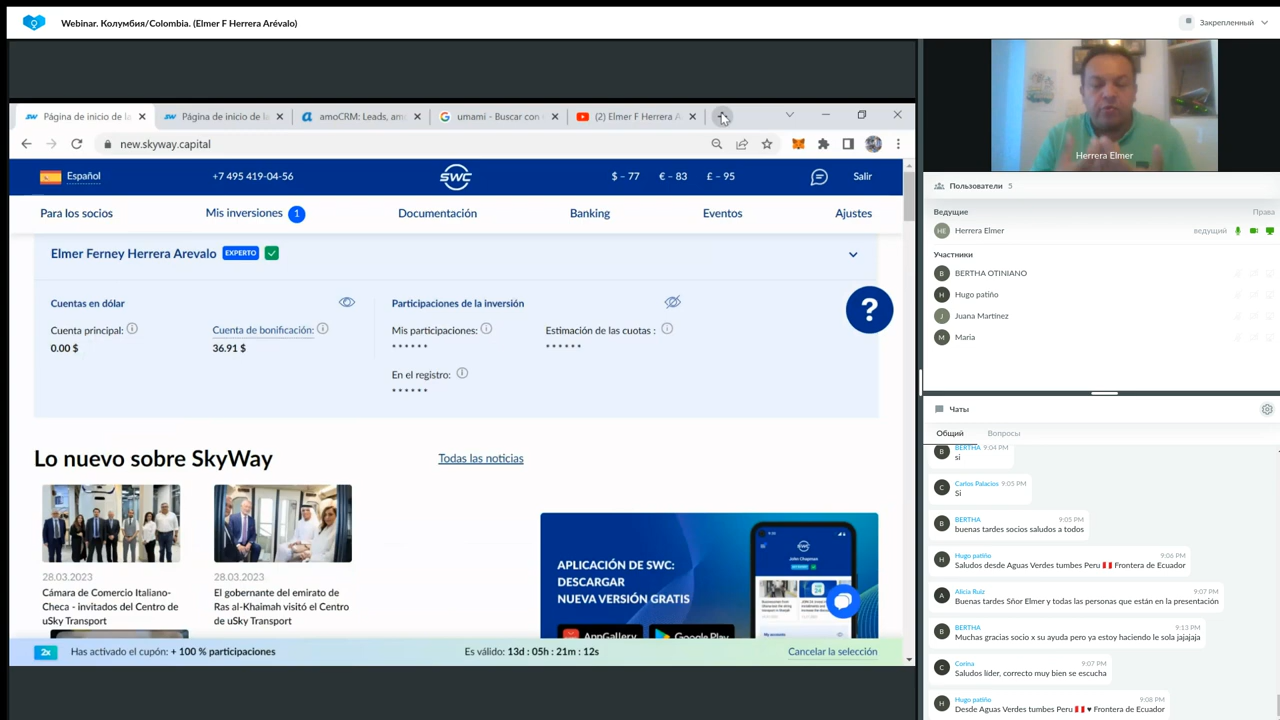 Webinar. Колумбия/Colombia. (Elmer F Herrera Arévalo)
Закрепленный
Página de inicio de la
Página de inicio de la
amoCRM: Leads, am
umami - Buscar con
(2) Elmer F Herrera A
new.skyway.capital
Español
+7 495 419-04-56
SWC
$ – 77
€ – 83
£ – 95
Salir
Para los socios
Mis inversiones 1
Documentación
Banking
Eventos
Ajustes
Elmer Ferney Herrera Arevalo EXPERTO
Cuentas en dólar
Cuenta principal:
0.00 $
Cuenta de bonificación:
36.91 $
Participaciones de la inversión
Mis participaciones:
******
Estimación de las cuotas :
******
En el registro:
******
?
Lo nuevo sobre SkyWay
Todas las noticias
28.03.2023
Cámara de Comercio Italiano-
Checa - invitados del Centro de
uSky Transport
28.03.2023
El gobernante del emirato de
Ras al-Khaimah visitó el Centro
de uSky Transport
APLICACIÓN DE SWC:
DESCARGAR
NUEVA VERSIÓN GRATIS
AppGallery
Google Play
2x
Has activado el cupón: + 100 % participaciones
Es válido: 13d : 05h : 21m : 12s
Cancelar la selección
Herrera Elmer
Пользователи 5
Ведущие
Права
HE
Herrera Elmer
ведущий
Участники
B
BERTHA OTINIANO
H
Hugo patiño
J
Juana Martínez
M
Maria
Чаты
Общий
Вопросы
B
BERTHA 9:04 PM
si
C
Carlos Palacios 9:05 PM
Si
B
BERTHA 9:05 PM
buenas tardes socios saludos a todos
H
Hugo patiño 9:06 PM
Saludos desde Aguas Verdes tumbes Peru 🇵🇪 Frontera de Ecuador
A
Alicia Ruiz 9:07 PM
Buenas tardes Sñor Elmer y todas las personas que están en la presentación
B
BERTHA 9:13 PM
Muchas gracias socio x su ayuda pero ya estoy haciendo le sola jajajaja
C
Corina 9:07 PM
Saludos líder, correcto muy bien se escucha
H
Hugo patiño 9:08 PM
Desde Aguas Verdes tumbes Peru 🇵🇪 ♥ Frontera de Ecuador